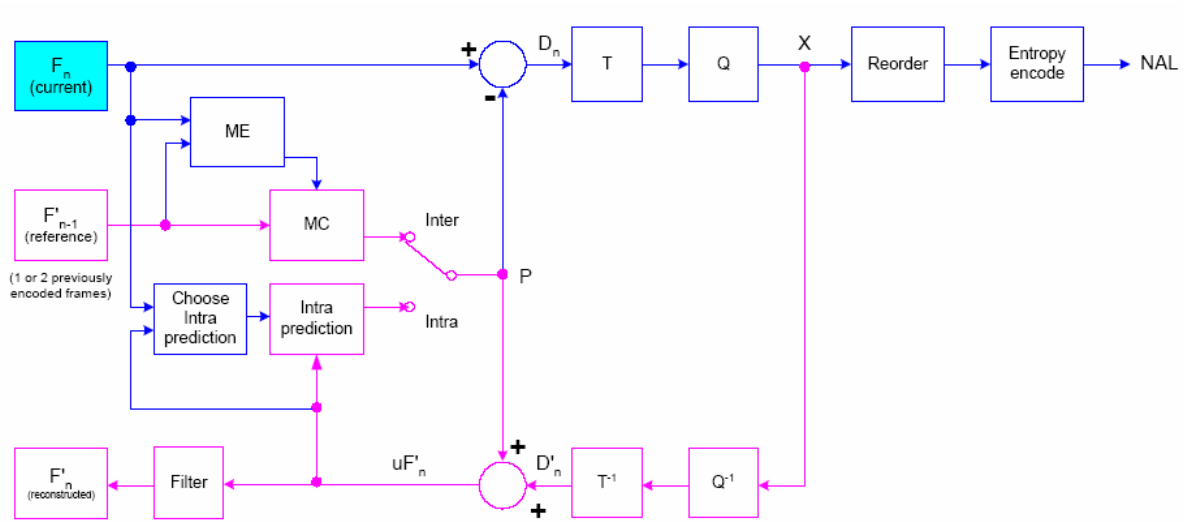 F n
(current)
+
-
D n
T
Q
X
Reorder
Entropy
encode
NAL
ME
F' n-1
(reference)
(1 or 2 previously
encoded frames)
MC
Inter
P
Choose
Intra
prediction
Intra
prediction
Intra
F' n
(reconstructed)
Filter
uF' n
+
+
D' n
T-1
Q-1